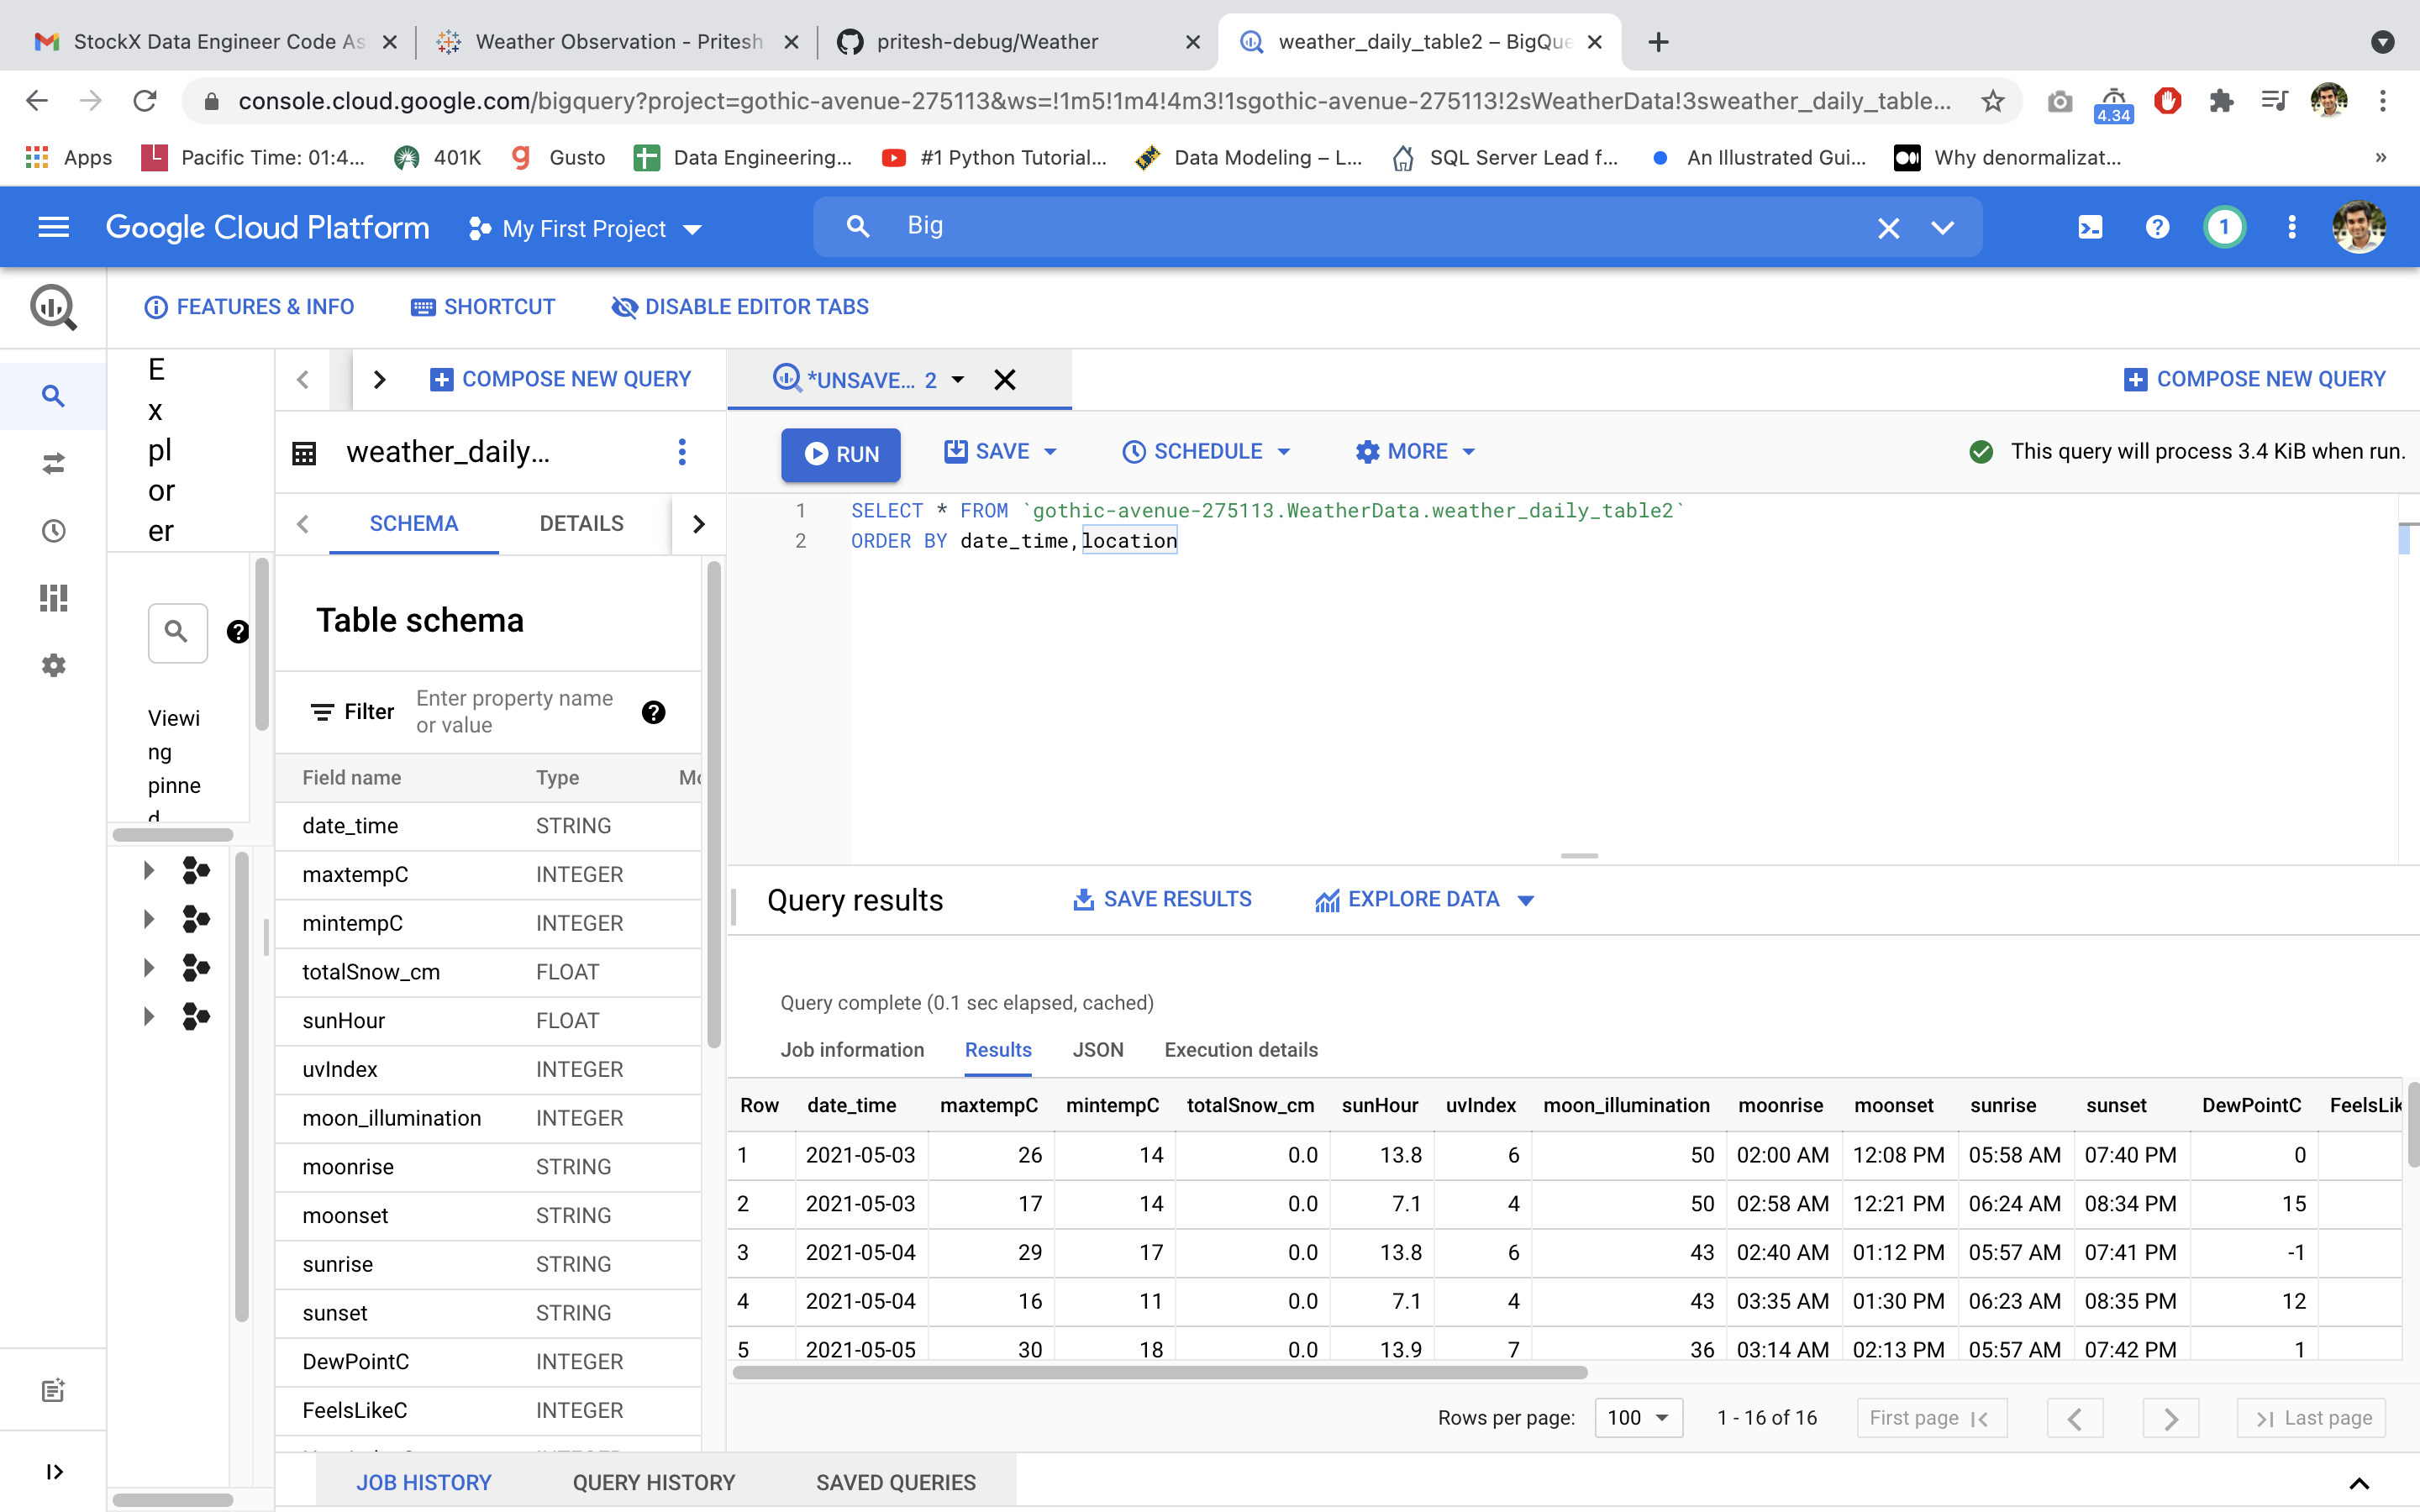 StockX Data Engineer Code As
Weather Observation - Pritesh
pritesh-debug/Weather
weather_daily_table2 – BigQue
console.cloud.google.com/bigquery?project=gothic-avenue-275113&ws=!1m5!1m4!4m3!1sgothic-avenue-275113!2sWeatherData!3sweather_daily_table...
4.34
Apps
Pacific Time: 01:4...
401K
Gusto
Data Engineering...
#1 Python Tutorial...
Data Modeling – L...
SQL Server Lead f...
An Illustrated Gui...
Why denormalizat...
»
Google Cloud Platform
My First Project
Big
1
FEATURES & INFO
SHORTCUT
DISABLE EDITOR TABS
E
x
pl
or
er
Viewi
ng
pinne
d
COMPOSE NEW QUERY
weather_daily...
SCHEMA DETAILS
Table schema
Filter
Enter property name
or value
Field name Type
date_time STRING
maxtempC INTEGER
mintempC INTEGER
totalSnow_cm FLOAT
sunHour FLOAT
uvIndex INTEGER
moon_illumination INTEGER
moonrise STRING
moonset STRING
sunrise STRING
sunset STRING
DewPointC INTEGER
FeelsLikeC INTEGER
*UNSAVE... 2
COMPOSE NEW QUERY
RUN SAVE SCHEDULE MORE
This query will process 3.4 KiB when run.
1 SELECT * FROM `gothic-avenue-275113.WeatherData.weather_daily_table2`
2 ORDER BY date_time,location
Query results SAVE RESULTS EXPLORE DATA
Query complete (0.1 sec elapsed, cached)
Job information Results JSON Execution details
Row date_time maxtempC mintempC totalSnow_cm sunHour uvIndex moon_illumination moonrise moonset sunrise sunset DewPointC FeelsLik
1 2021-05-03 26 14 0.0 13.8 6 50 02:00 AM 12:08 PM 05:58 AM 07:40 PM 0
2 2021-05-03 17 14 0.0 7.1 4 50 02:58 AM 12:21 PM 06:24 AM 08:34 PM 15
3 2021-05-04 29 17 0.0 13.8 6 43 02:40 AM 01:12 PM 05:57 AM 07:41 PM -1
4 2021-05-04 16 11 0.0 7.1 4 43 03:35 AM 01:30 PM 06:23 AM 08:35 PM 12
5 2021-05-05 30 18 0.0 13.9 7 36 03:14 AM 02:13 PM 05:57 AM 07:42 PM 1
Rows per page: 100 1 - 16 of 16 First page Last page
JOB HISTORY QUERY HISTORY SAVED QUERIES